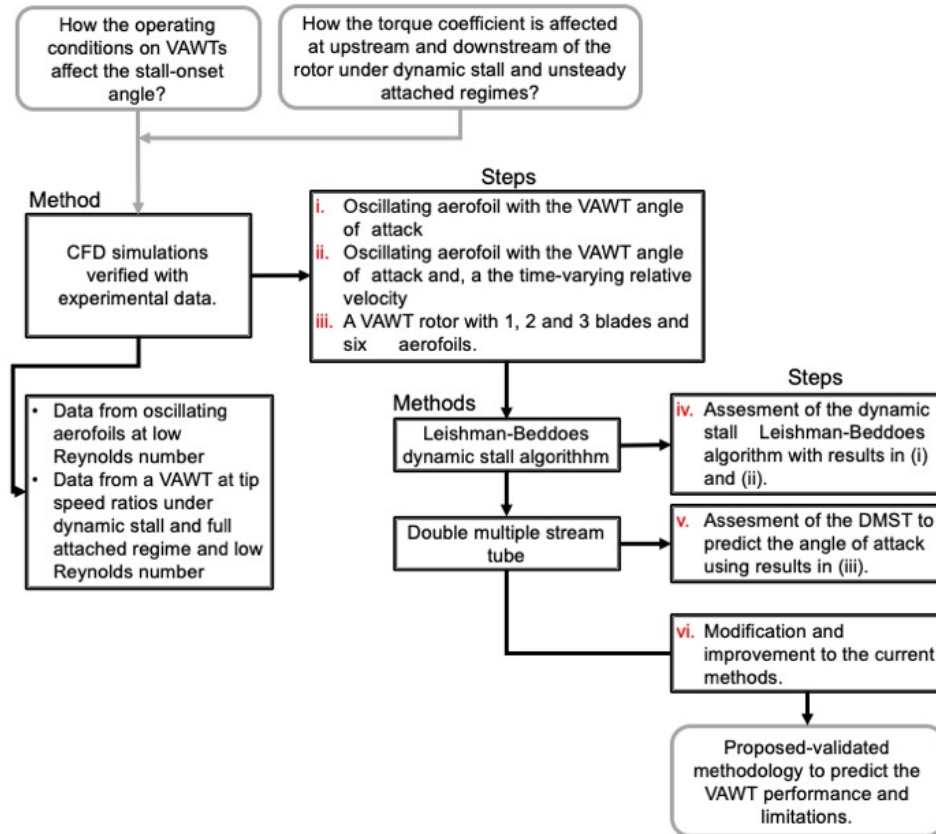 How the operating
conditions on VAWTs
affect the stall-onset
angle?
How the torque coefficient is affected
at upstream and downstream of the
rotor under dynamic stall and unsteady
attached regimes?
Method
CFD simulations
verified with
experimental data.
Steps
i. Oscillating aerofoil with the VAWT angle
of attack
ii. Oscillating aerofoil with the VAWT angle
of attack and, a the time-varying relative
velocity
iii. A VAWT rotor with 1, 2 and 3 blades and
six aerofoils.
• Data from oscillating
aerofoils at low
Reynolds number
• Data from a VAWT at tip
speed ratios under
dynamic stall and full
attached regime and low
Reynolds number
Methods
Leishman-Beddoes
dynamic stall algorithhm
Double multiple stream
tube
Steps
iv. Assesment of the dynamic
stall Leishman-Beddoes
algorithm with results in (i)
and (ii).
v. Assesment of the DMST to
predict the angle of attack
using results in (iii).
vi. Modification and
improvement to the current
methods.
Proposed-validated
methodology to predict the
VAWT performance and
limitations.